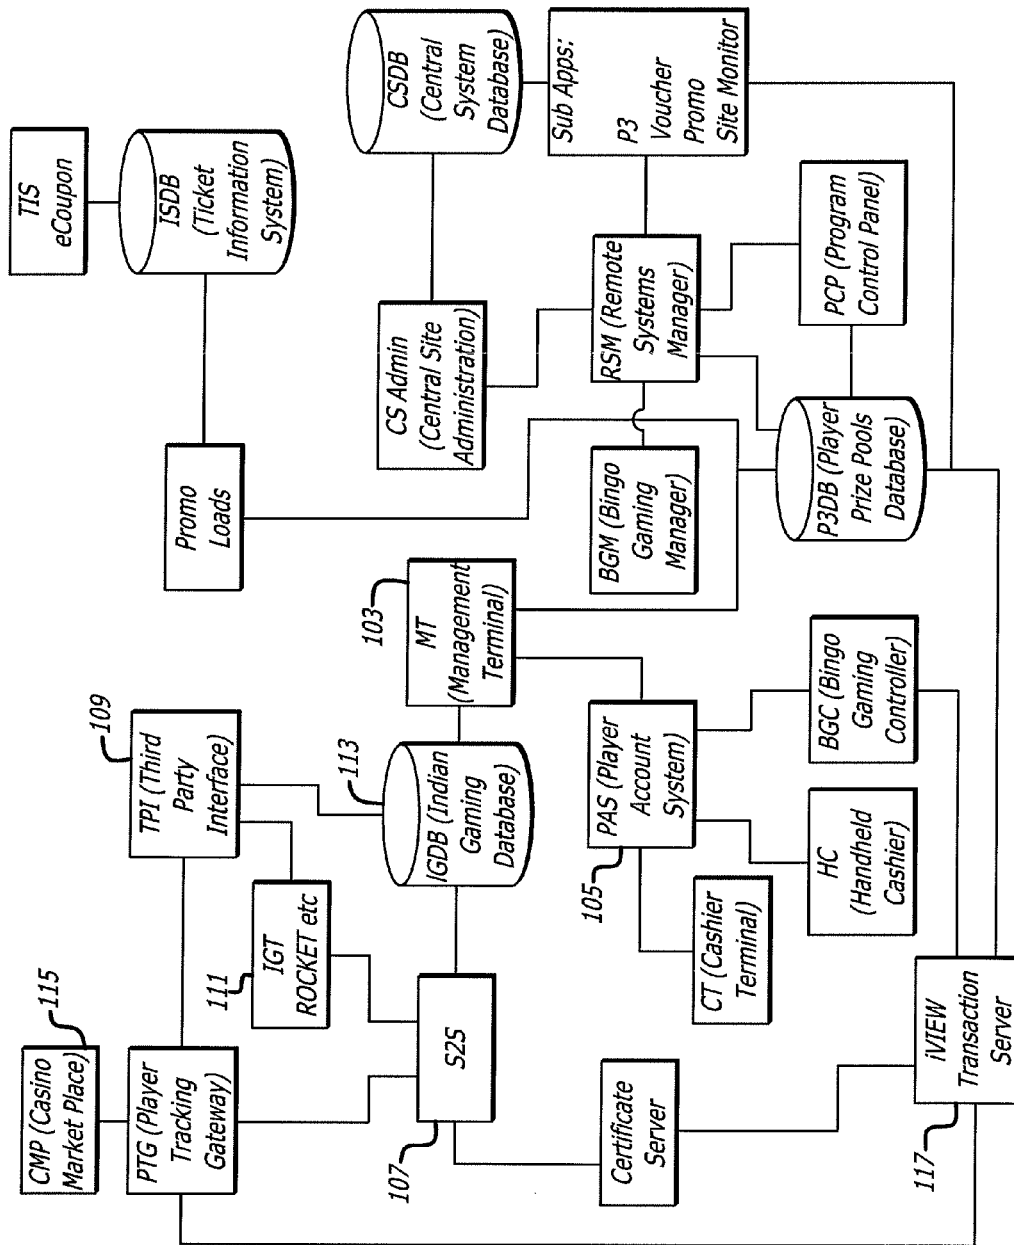 TIS
eCoupon
ISDB
(Ticket
Information
System)
Promo
Loads
CSDB
(Central
System
Database)
CS Admin
(Central Site
Administration)
Sub Apps:
P3
Voucher
Promo
Site Monitor
RSM (Remote
Systems
Manager)
BGM (Bingo
Gaming
Manager)
PCP (Program
Control Panel)
P3DB (Player
Prize Pools
Database)
109
TPI (Third
Party
Interface)
103
MT
(Management
Terminal)
113
IGDB (Indian
Gaming
Database)
105
PAS (Player
Account
System)
BGC (Bingo
Gaming
Controller)
HC
(Handheld
Cashier)
CT (Cashier
Terminal)
115
CMP (Casino
Market Place)
PTG (Player
Tracking
Gateway)
111
IGT
ROCKET etc
107
S2S
Certificate
Server
117
iVIEW
Transaction
Server